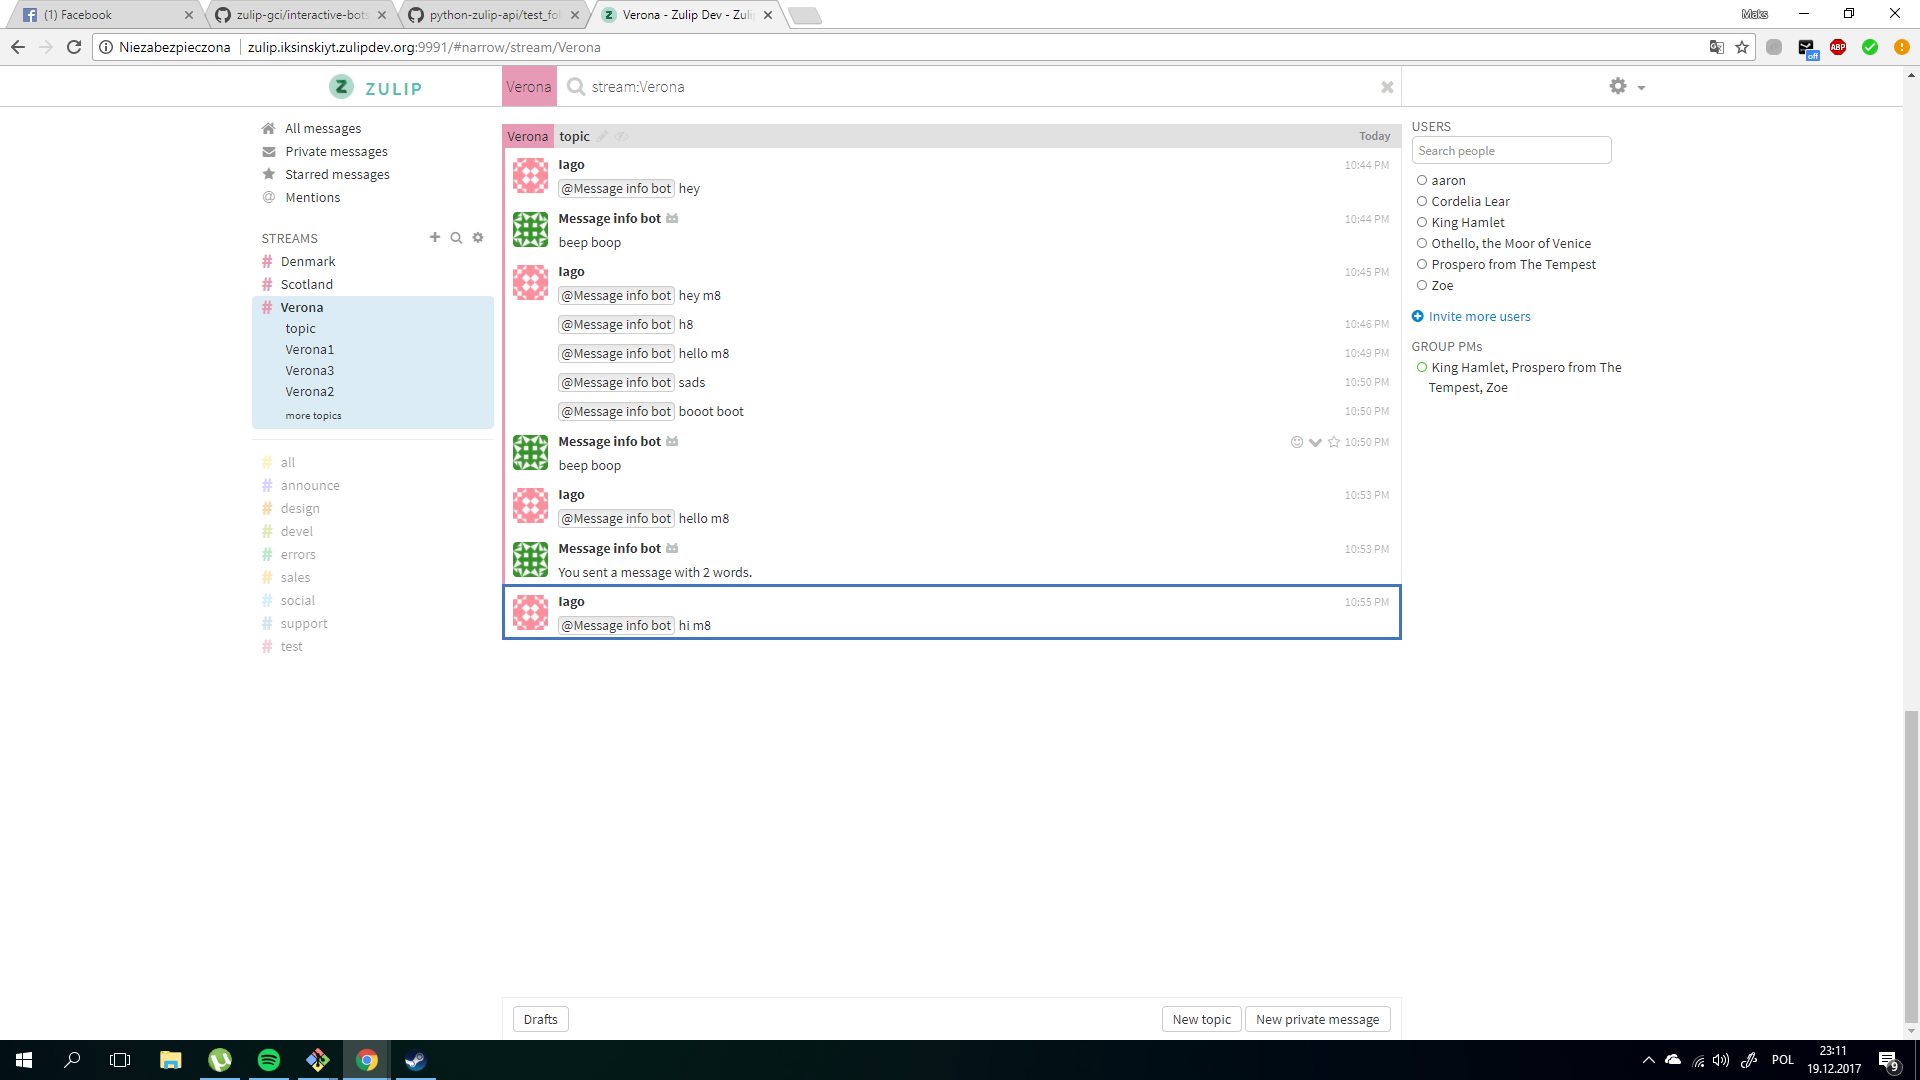 (1) Facebook
zulip-gci/interactive-bots
python-zulip-api/test_fol
Verona - Zulip Dev - Zuli
Maks
Niezabezpieczona
zulip.iksinskiyt.zulipdev.org:9991/#narrow/stream/Verona
off
ABP
ZULIP
Verona
stream:Verona
All messages
Private messages
Starred messages
Mentions
STREAMS
Denmark
Scotland
Verona
topic
Verona1
Verona3
Verona2
more topics
all
announce
design
devel
errors
sales
social
support
test
Verona topic Today
Iago 10:44 PM
@Message info bot hey
Message info bot 10:44 PM
beep boop
Iago 10:45 PM
@Message info bot hey m8
@Message info bot h8 10:46 PM
@Message info bot hello m8 10:49 PM
@Message info bot sads 10:50 PM
@Message info bot booot boot 10:50 PM
Message info bot 10:50 PM
beep boop
Iago 10:53 PM
@Message info bot hello m8
Message info bot 10:53 PM
You sent a message with 2 words.
Iago 10:55 PM
@Message info bot hi m8
Drafts
New topic
New private message
USERS
Search people
aaron
Cordelia Lear
King Hamlet
Othello, the Moor of Venice
Prospero from The Tempest
Zoe
Invite more users
GROUP PMs
King Hamlet, Prospero from The
Tempest, Zoe
POL
23:11
19.12.2017
9